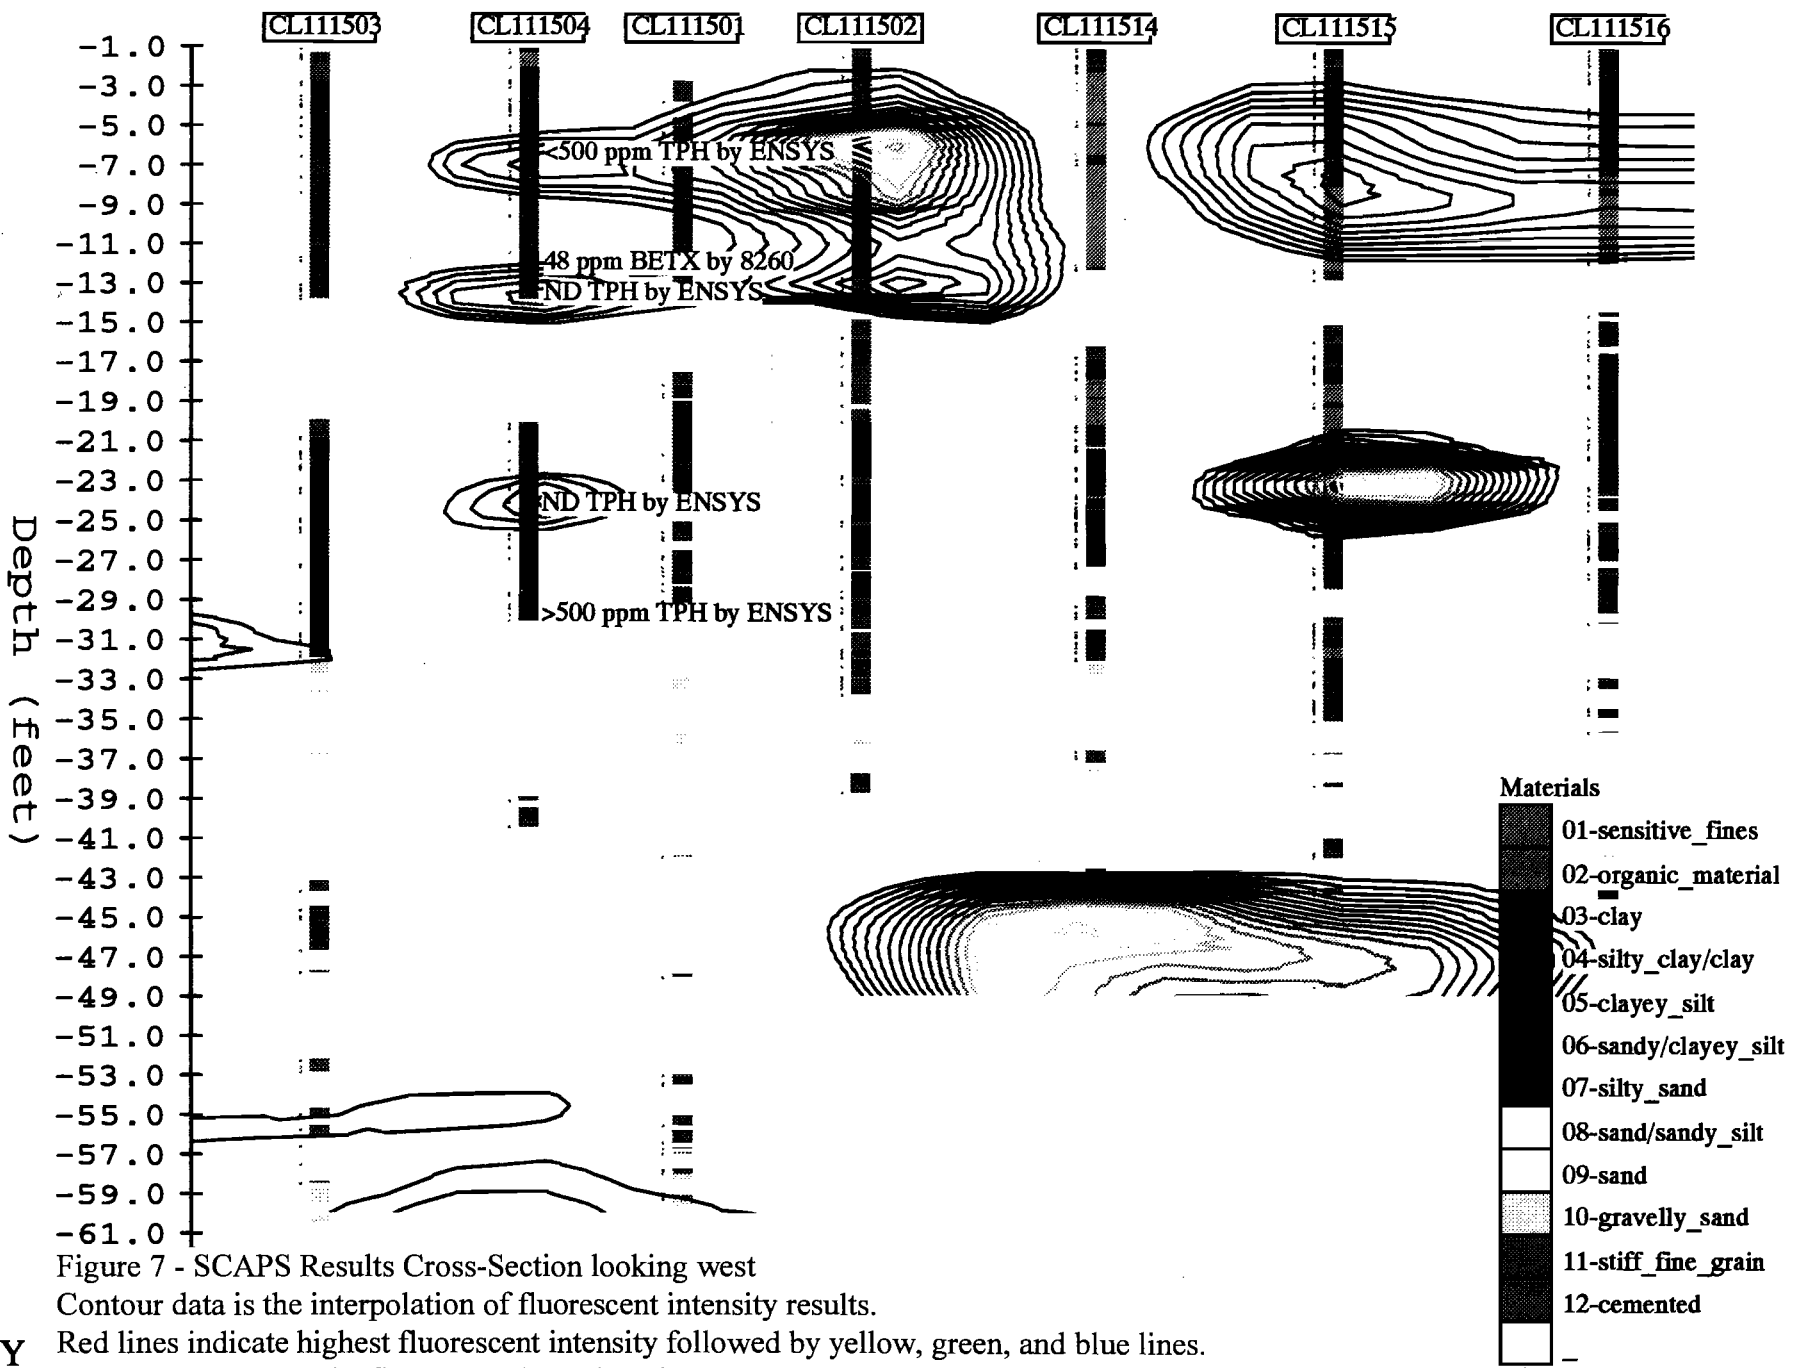 CL111503 CL111504 CL111501 CL111502 CL111514 CL111515 CL111516
-1.0
-3.0
-5.0
-7.0
-9.0
-11.0
-13.0
-15.0
-17.0
-19.0
-21.0
-23.0
-25.0
-27.0
-29.0
-31.0
-33.0
-35.0
-37.0
-39.0
-41.0
-43.0
-45.0
-47.0
-49.0
-51.0
-53.0
-55.0
-57.0
-59.0
-61.0
Depth (feet)
<500 ppm TPH by ENSYS
48 ppm BETX by 8260
ND TPH by ENSYS
ND TPH by ENSYS
>500 ppm TPH by ENSYS
Materials
01-sensitive_fines
02-organic_material
03-clay
04-silty_clay/clay
05-clayey_silt
06-sandy/clayey_silt
07-silty_sand
08-sand/sandy_silt
09-sand
10-gravelly_sand
11-stiff_fine_grain
12-cemented
_
Figure 7 - SCAPS Results Cross-Section looking west
Contour data is the interpolation of fluorescent intensity results.
Y Red lines indicate highest fluorescent intensity followed by yellow, green, and blue lines.